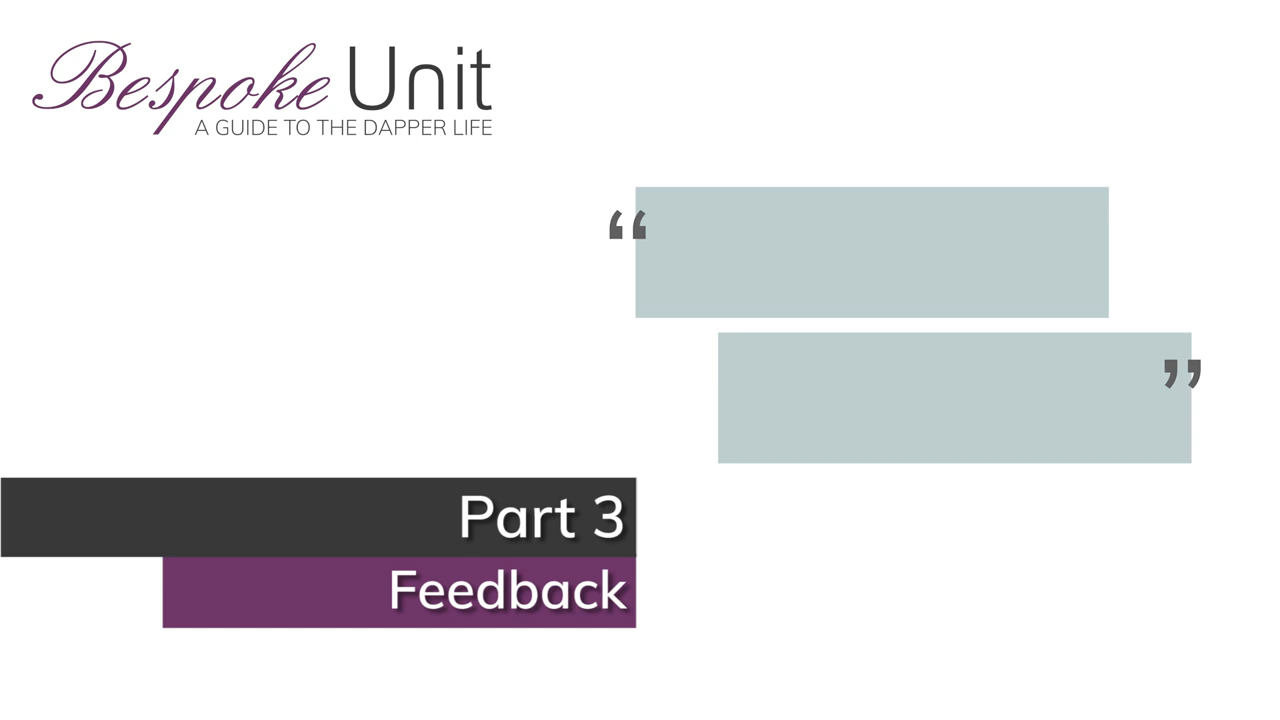 Bespoke Unit
A GUIDE TO THE DAPPER LIFE
“
”
Part 3
Feedback